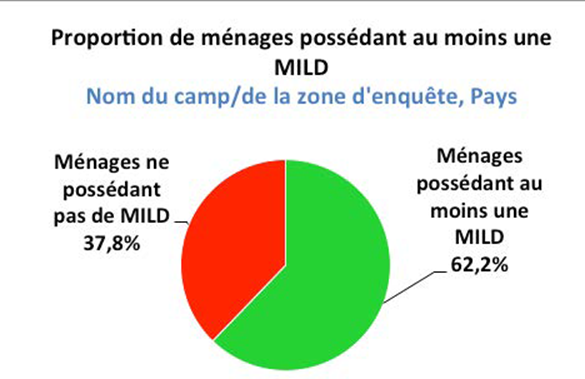 Proportion de ménages possédant au moins une
MILD
Nom du camp/de la zone d'enquête, Pays
Ménages ne
possédant
pas de MILD
37,8%
Ménages
possédant au
moins une
MILD
62,2%